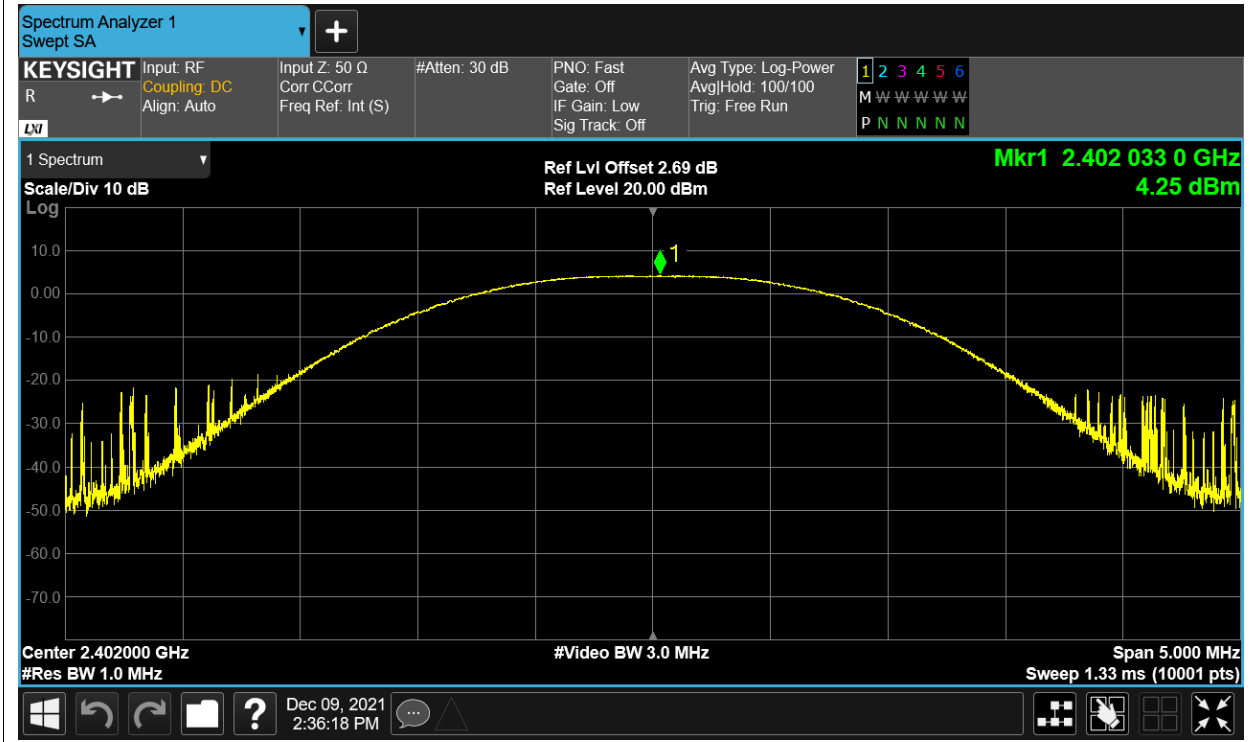 Spectrum Analyzer 1
Swept SA
+
KEYSIGHT
R
LXI
Input: RF
Coupling: DC
Align: Auto
Input Z: 50 Ω
Corr CCorr
Freq Ref: Int (S)
#Atten: 30 dB
PNO: Fast
Gate: Off
IF Gain: Low
Sig Track: Off
Avg Type: Log-Power
Avg|Hold: 100/100
Trig: Free Run
1 2 3 4 5 6
M W W W W W
P N N N N N
1 Spectrum
Scale/Div 10 dB
Log
Ref Lvl Offset 2.69 dB
Ref Level 20.00 dBm
Mkr1 2.402 033 0 GHz
4.25 dBm
1
10.0
0.00
-10.0
-20.0
-30.0
-40.0
-50.0
-60.0
-70.0
Center 2.402000 GHz
#Video BW 3.0 MHz
Span 5.000 MHz
#Res BW 1.0 MHz
Sweep 1.33 ms (10001 pts)
?
Dec 09, 2021
2:36:18 PM